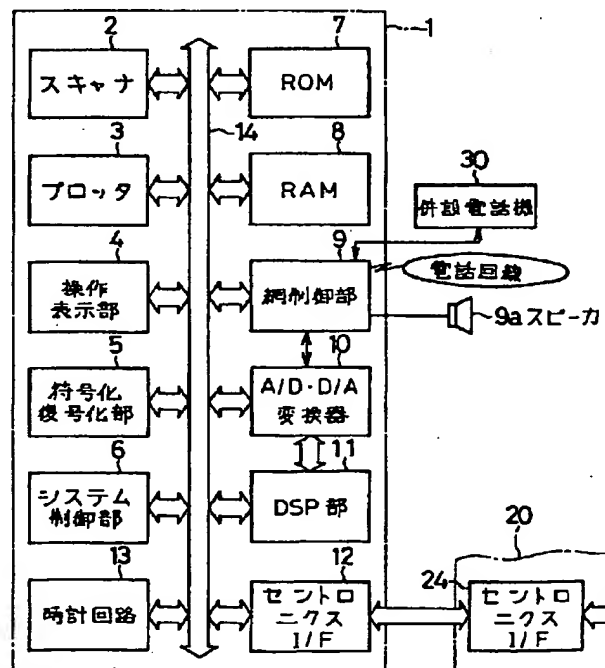 1
2
スキャナ
7
ROM
14
3
プロッタ
8
RAM
30
併設電話機
4
操作
表示部
9
網制御部
電話回線
9aスピーカ
5
符号化
復号化部
10
A/D・D/A
変換器
6
システム
制御部
11
DSP部
13
時計回路
12
セントロ
ニクス
I/F
20
24
セントロ
ニクス
I/F